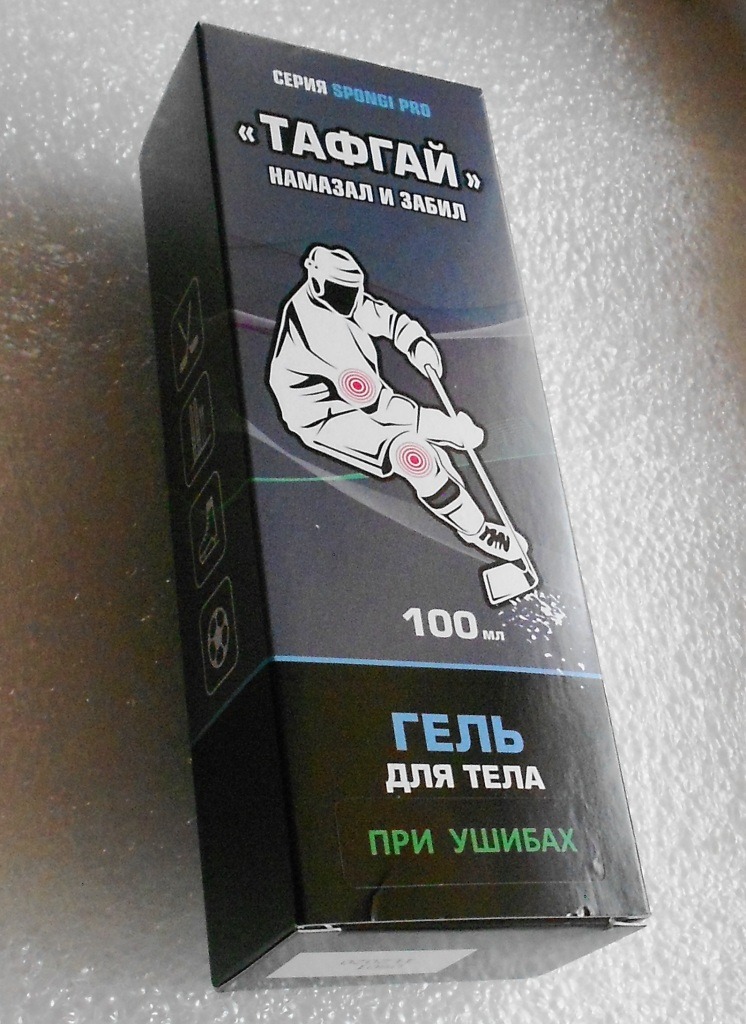 СЕРИЯ SPONGI PRO
«ТАФГАЙ»
НАМАЗАЛ И ЗАБИЛ
100 мл
ГЕЛЬ
ДЛЯ ТЕЛА
ПРИ УШИБАХ